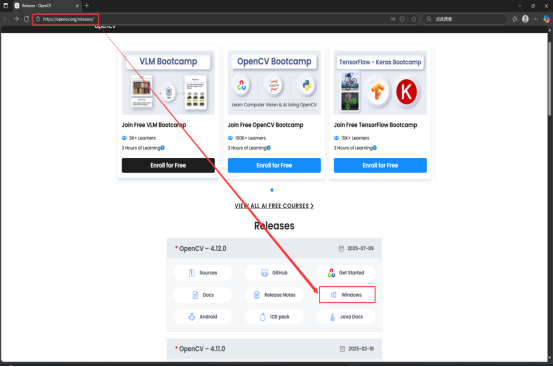 Releases - OpenCV
https://opencv.org/releases/
OpenCV
VLM Bootcamp
OpenCV Bootcamp
TensorFlow - Keras Bootcamp
Learn Computer Vision & AI Using OpenCV
Join Free VLM Bootcamp
Join Free OpenCV Bootcamp
Join Free TensorFlow Bootcamp
5K+ Learners
100K+ Learners
15K+ Learners
3 Hours of Learning
3 Hours of Learning
3 Hours of Learning
Enroll for Free
Enroll for Free
Enroll for Free
VIEW ALL AI FREE COURSES ❯
Releases
* OpenCV – 4.12.0
2025-07-09
Sources
GitHub
Get Started
Docs
Release Notes
Windows
Android
iOS pack
Java Docs
* OpenCV – 4.11.0
2025-02-18